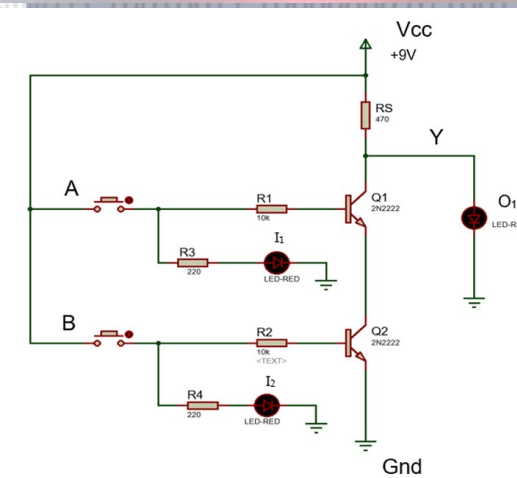 Vcc
+9V
RS
470
Y
A
R1
10k
Q1
2N2222
O1
LED-R
I1
R3
220
LED-RED
B
R2
10k
<TEXT>
Q2
2N2222
I2
R4
220
LED-RED
Gnd